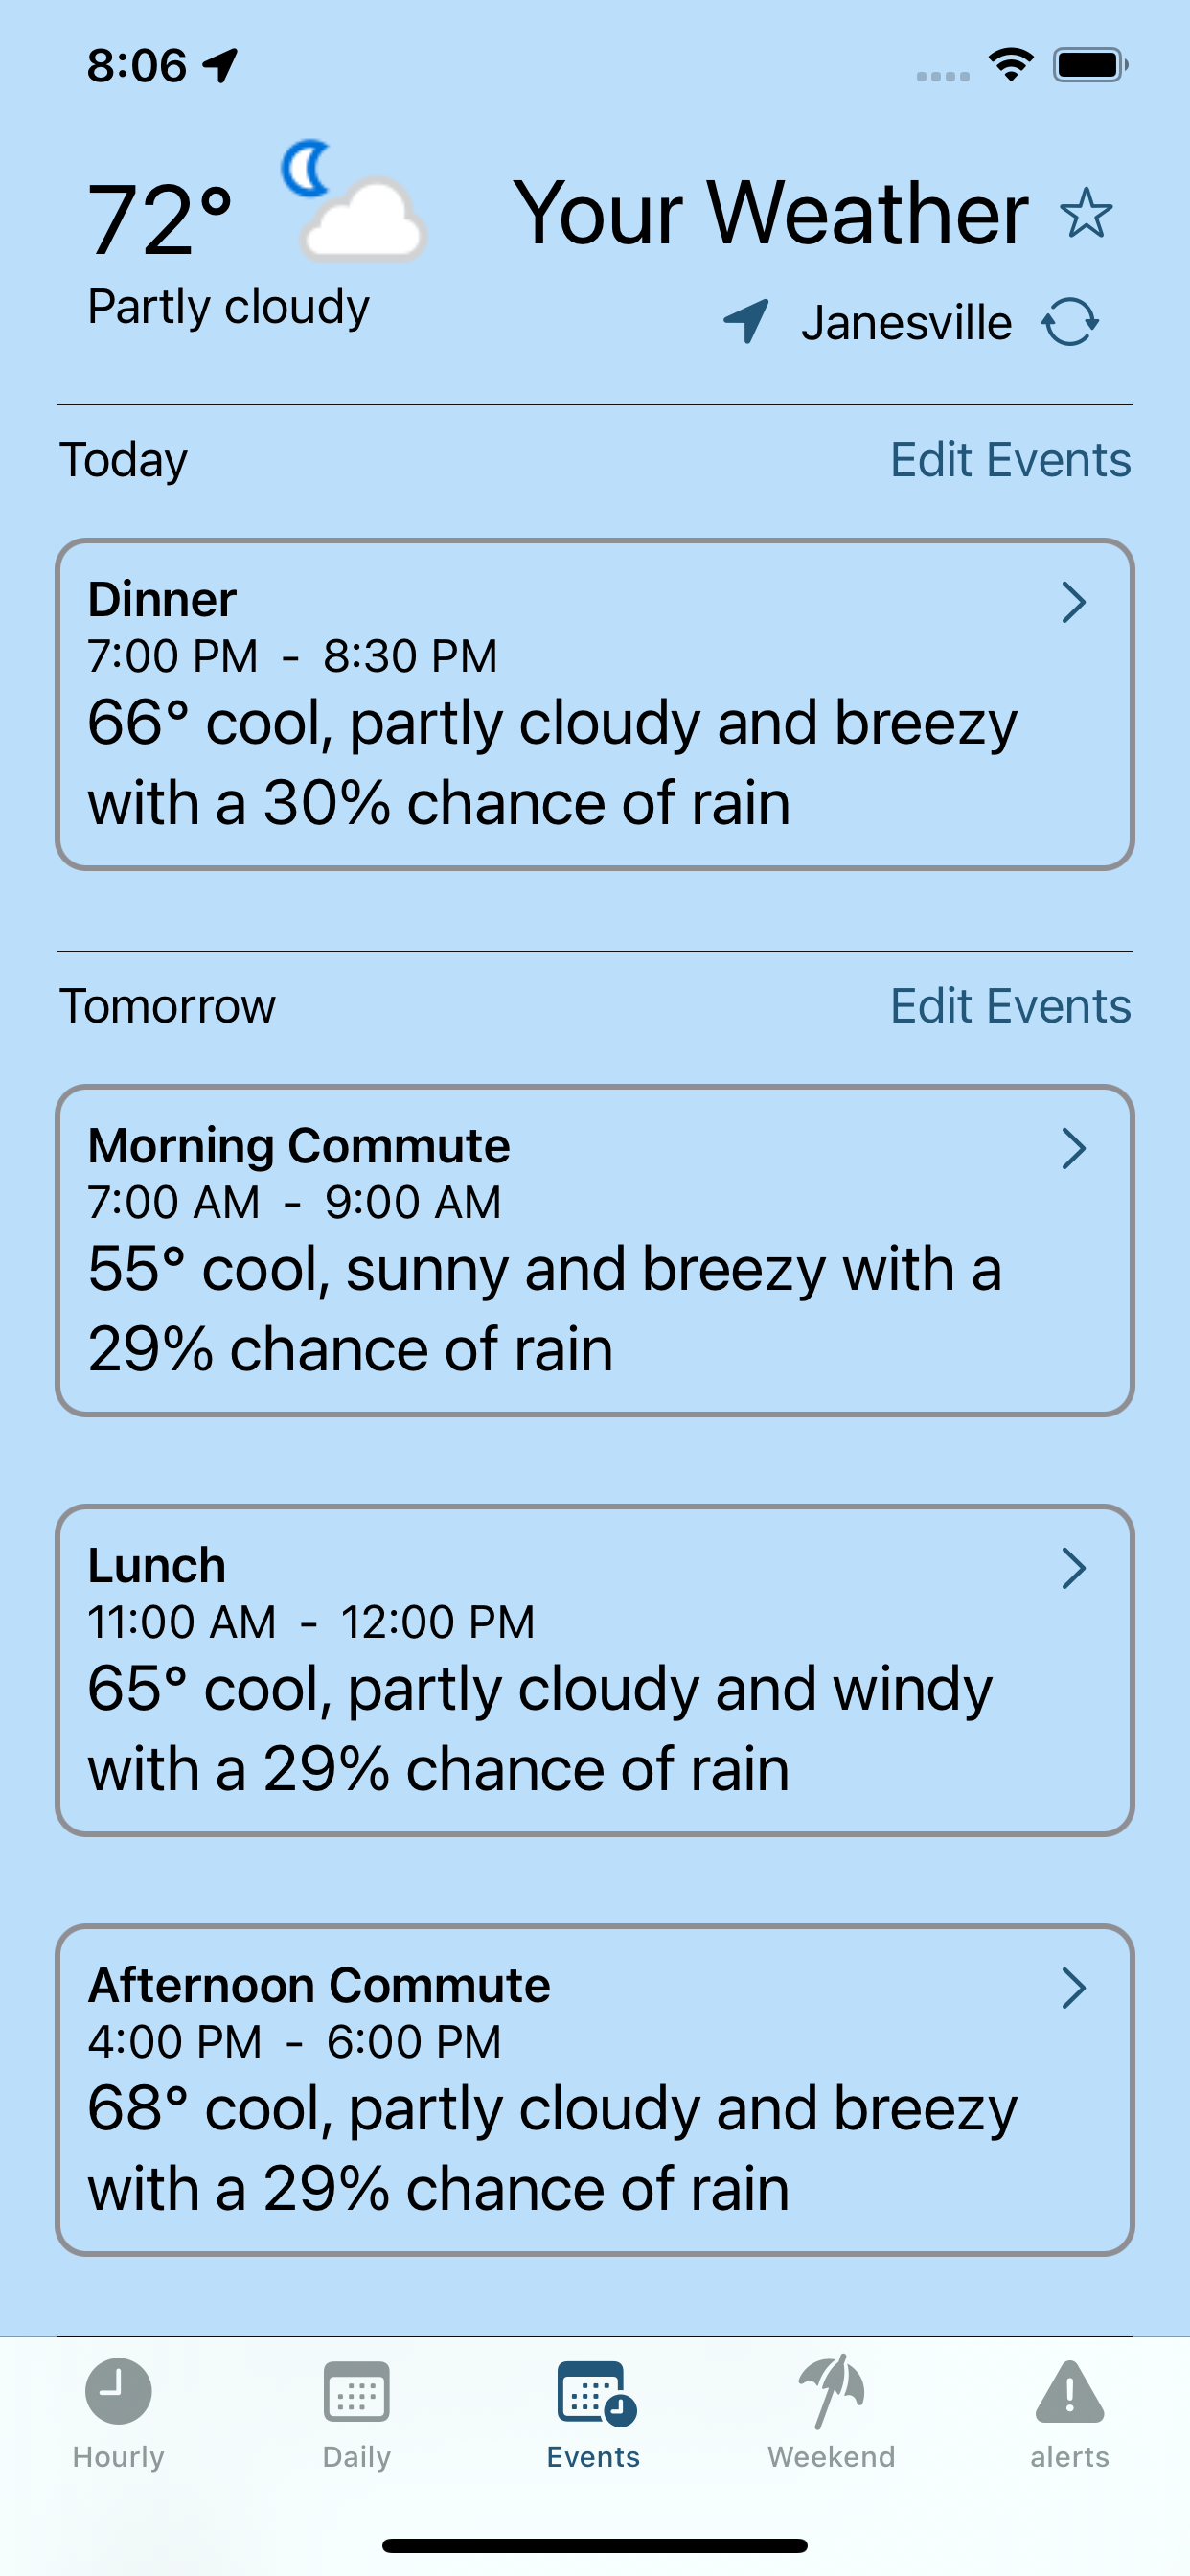 8:06
72°
Your Weather
Partly cloudy
Janesville
Today
Edit Events
Dinner
7:00 PM - 8:30 PM
66° cool, partly cloudy and breezy
with a 30% chance of rain
Tomorrow
Edit Events
Morning Commute
7:00 AM - 9:00 AM
55° cool, sunny and breezy with a
29% chance of rain
Lunch
11:00 AM - 12:00 PM
65° cool, partly cloudy and windy
with a 29% chance of rain
Afternoon Commute
4:00 PM - 6:00 PM
68° cool, partly cloudy and breezy
with a 29% chance of rain
Hourly
Daily
Events
Weekend
alerts